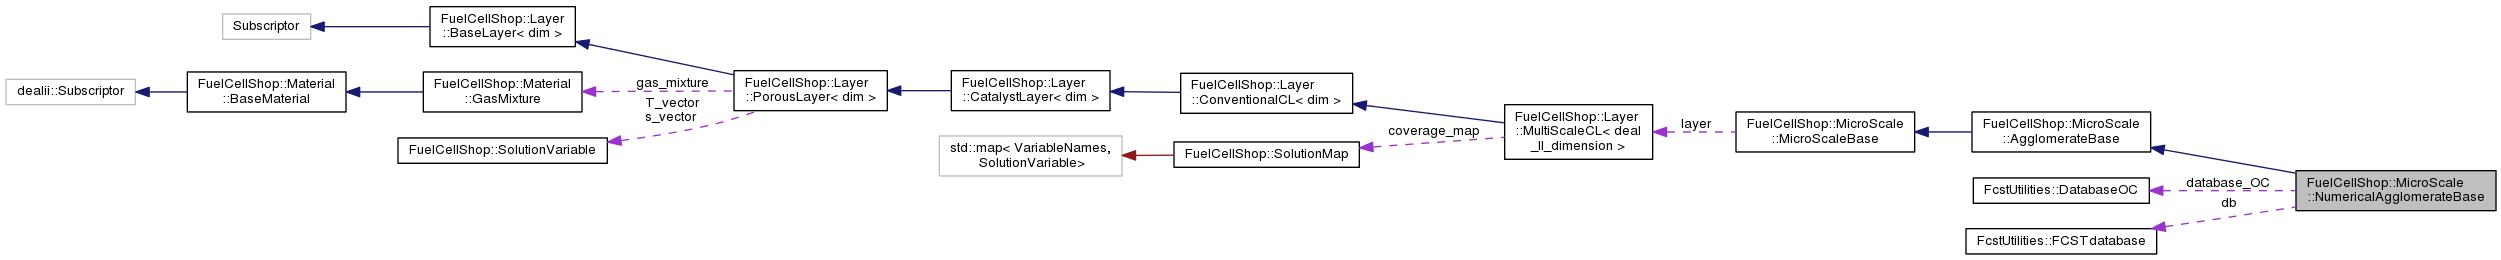 Subscriptor
FuelCellShop::Layer
::BaseLayer< dim >
dealii::Subscriptor
FuelCellShop::Material
::BaseMaterial
FuelCellShop::Material
::GasMixture
gas_mixture
T_vector
s_vector
FuelCellShop::SolutionVariable
FuelCellShop::Layer
::PorousLayer< dim >
FuelCellShop::Layer
::CatalystLayer< dim >
FuelCellShop::Layer
::ConventionalCL< dim >
std::map< VariableNames,
SolutionVariable>
FuelCellShop::SolutionMap
coverage_map
FuelCellShop::Layer
::MultiScaleCL< deal
_II_dimension >
layer
FuelCellShop::MicroScale
::MicroScaleBase
FuelCellShop::MicroScale
::AgglomerateBase
FcstUtilities::DatabaseOC
database_OC
db
FcstUtilities::FCSTdatabase
FuelCellShop::MicroScale
::NumericalAgglomerateBase